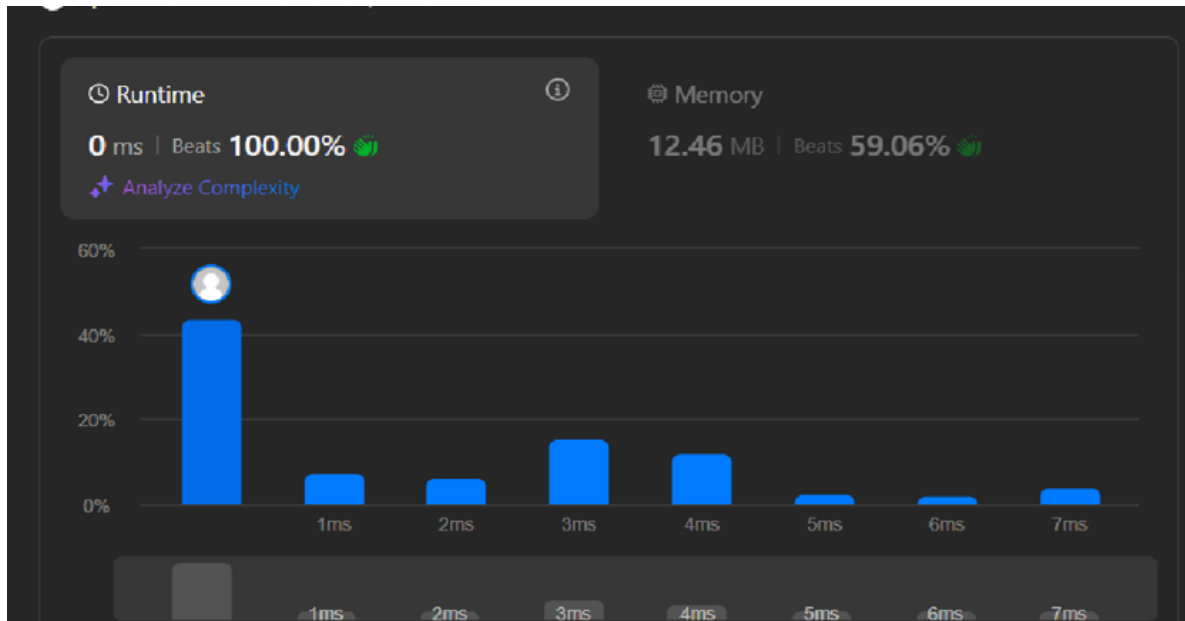 Runtime
0 ms | Beats 100.00%
Analyze Complexity
Memory
12.46 MB | Beats 59.06%
60%
40%
20%
0%
1ms 2ms 3ms 4ms 5ms 6ms 7ms
1ms 2ms 3ms 4ms 5ms 6ms 7ms